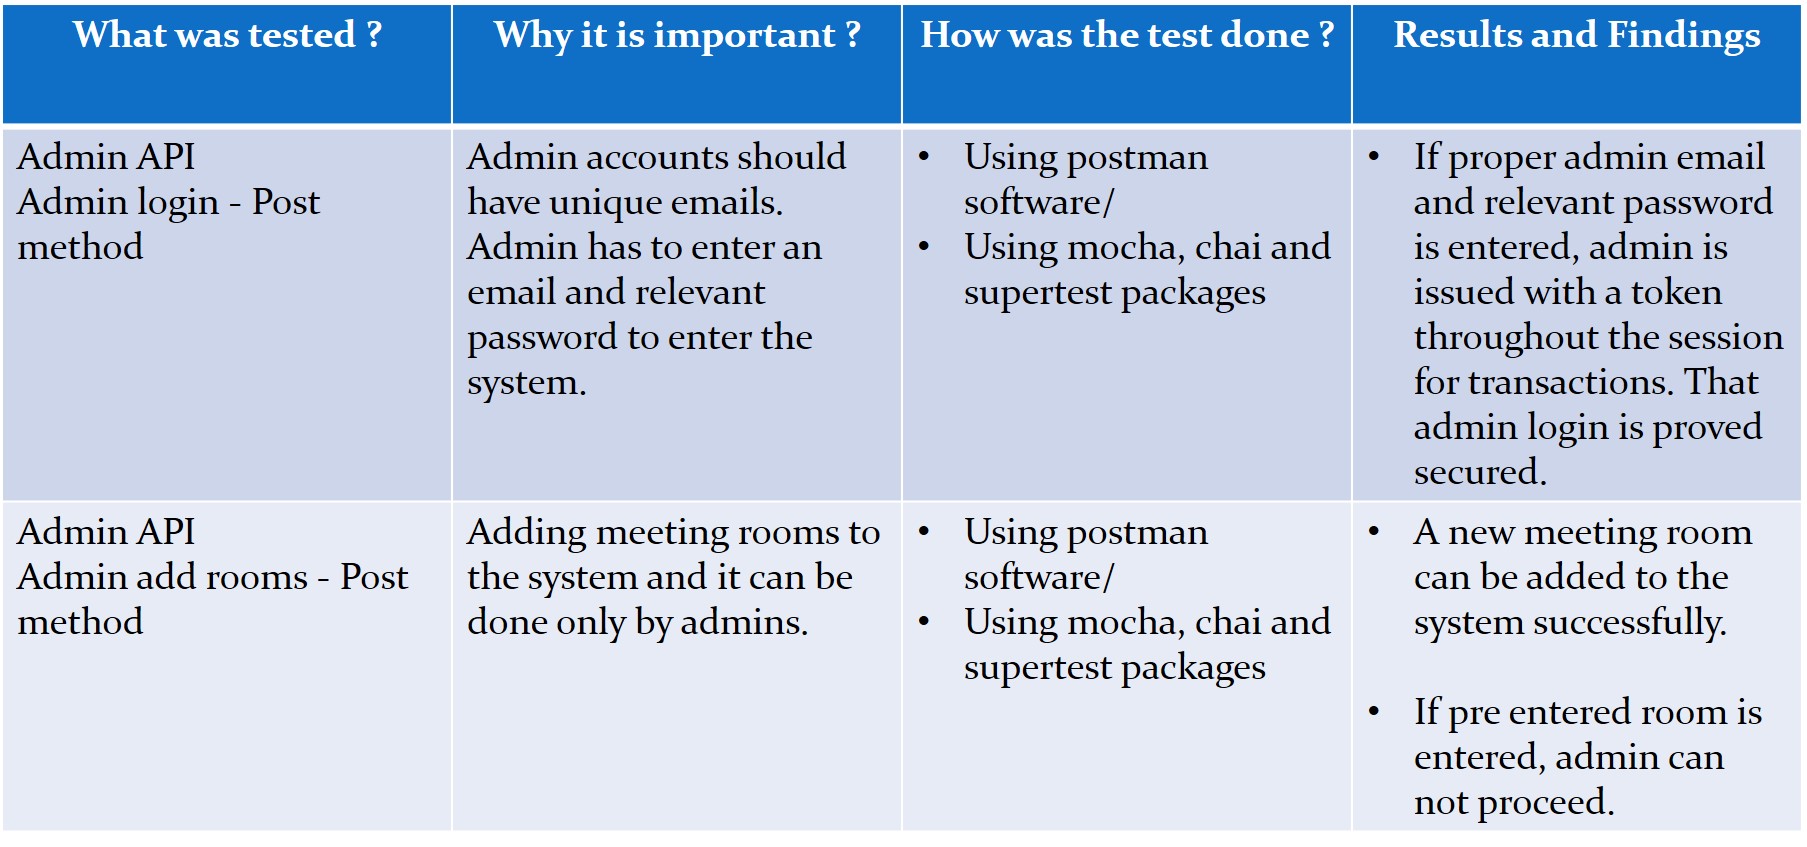 What was tested ?
Why it is important ?
How was the test done ?
Results and Findings
Admin API
Admin login - Post
method
Admin accounts should
have unique emails.
Admin has to enter an
email and relevant
password to enter the
system.
• Using postman
software/
• Using mocha, chai and
supertest packages
• If proper admin email
and relevant password
is entered, admin is
issued with a token
throughout the session
for transactions. That
admin login is proved
secured.
Admin API
Admin add rooms - Post
method
Adding meeting rooms to
the system and it can be
done only by admins.
• Using postman
software/
• Using mocha, chai and
supertest packages
• A new meeting room
can be added to the
system successfully.
• If pre entered room is
entered, admin can
not proceed.